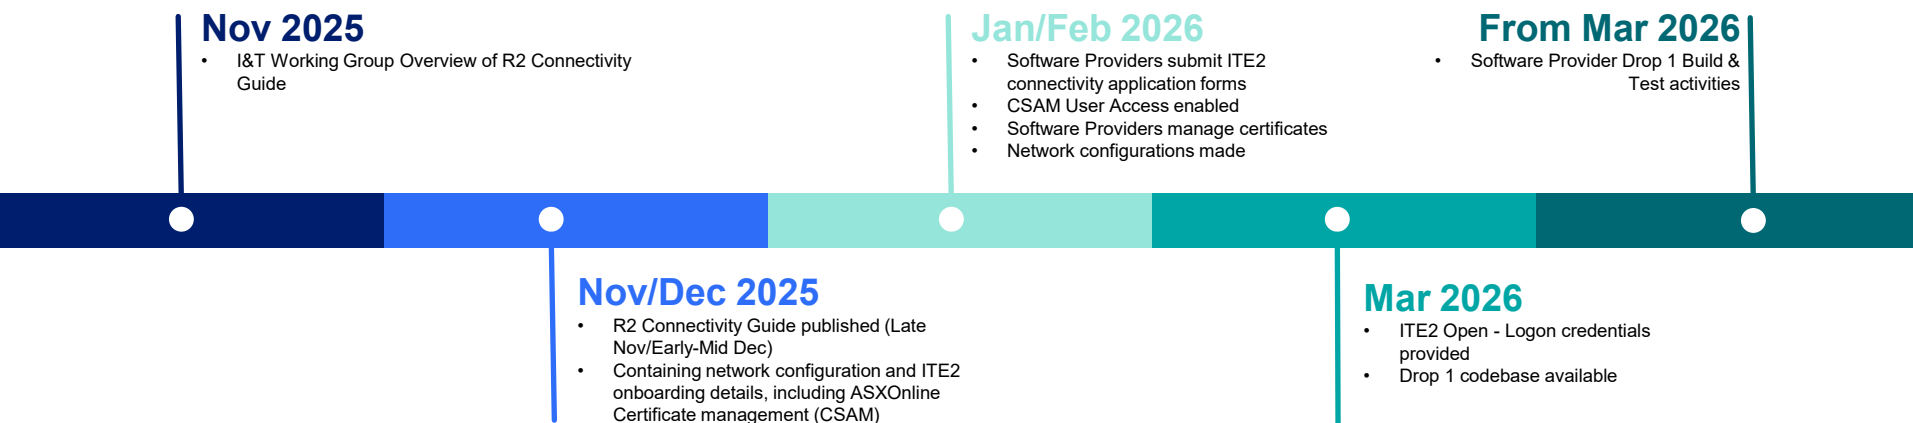 Nov 2025
• I&T Working Group Overview of R2 Connectivity
Guide
Jan/Feb 2026
• Software Providers submit ITE2
connectivity application forms
• CSAM User Access enabled
• Software Providers manage certificates
• Network configurations made
From Mar 2026
• Software Provider Drop 1 Build &
Test activities
Nov/Dec 2025
• R2 Connectivity Guide published (Late
Nov/Early-Mid Dec)
• Containing network configuration and ITE2
onboarding details, including ASXOnline
Certificate management (CSAM)
Mar 2026
• ITE2 Open - Logon credentials
provided
• Drop 1 codebase available